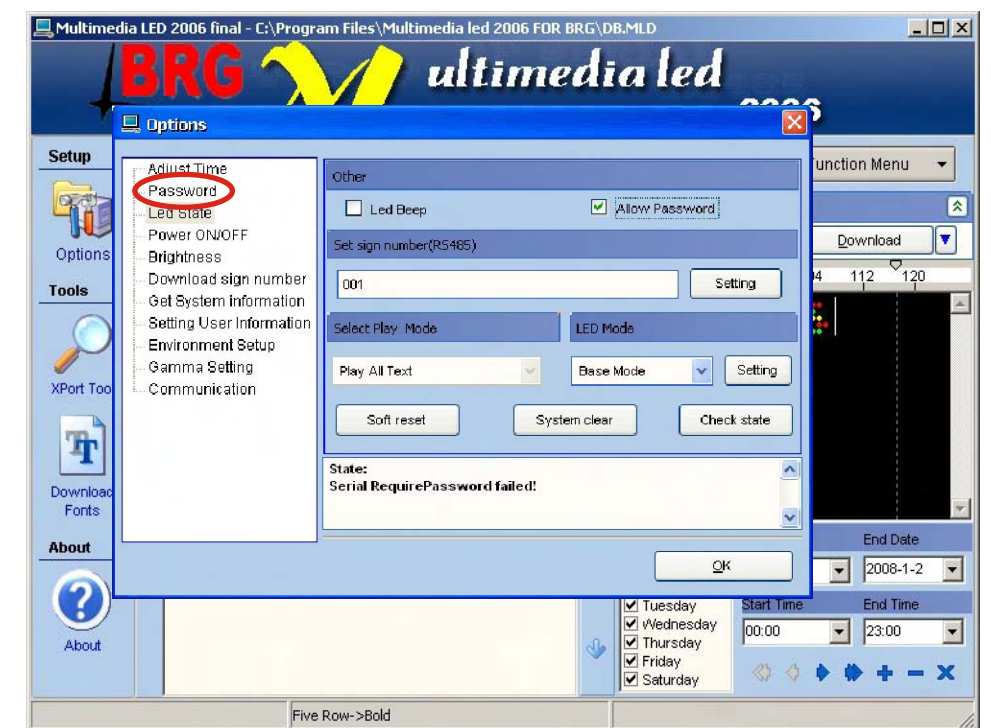 Multimedia LED 2006 final - C:\Program Files\Multimedia led 2006 FOR BRG\DB.MLD
BRG Multimedia led
2006
Options
Setup
Options
Tools
XPort Too
Download
Fonts
About
About
Adjust Time
Password
Led State
Power ON/OFF
Brightness
Download sign number
Get System information
Setting User Information
Environment Setup
Gamma Setting
Communication
Other
Led Beep
Allow Password
Set sign number(RS485)
001
Setting
Select Play Mode
LED Mode
Play All Text
Base Mode
Setting
Soft reset
System clear
Check state
State:
Serial RequirePassword failed!
OK
unction Menu
Download
4 112 120
End Date
2008-1-2
Start Time
End Time
00:00
23:00
Tuesday
Wednesday
Thursday
Friday
Saturday
Five Row->Bold